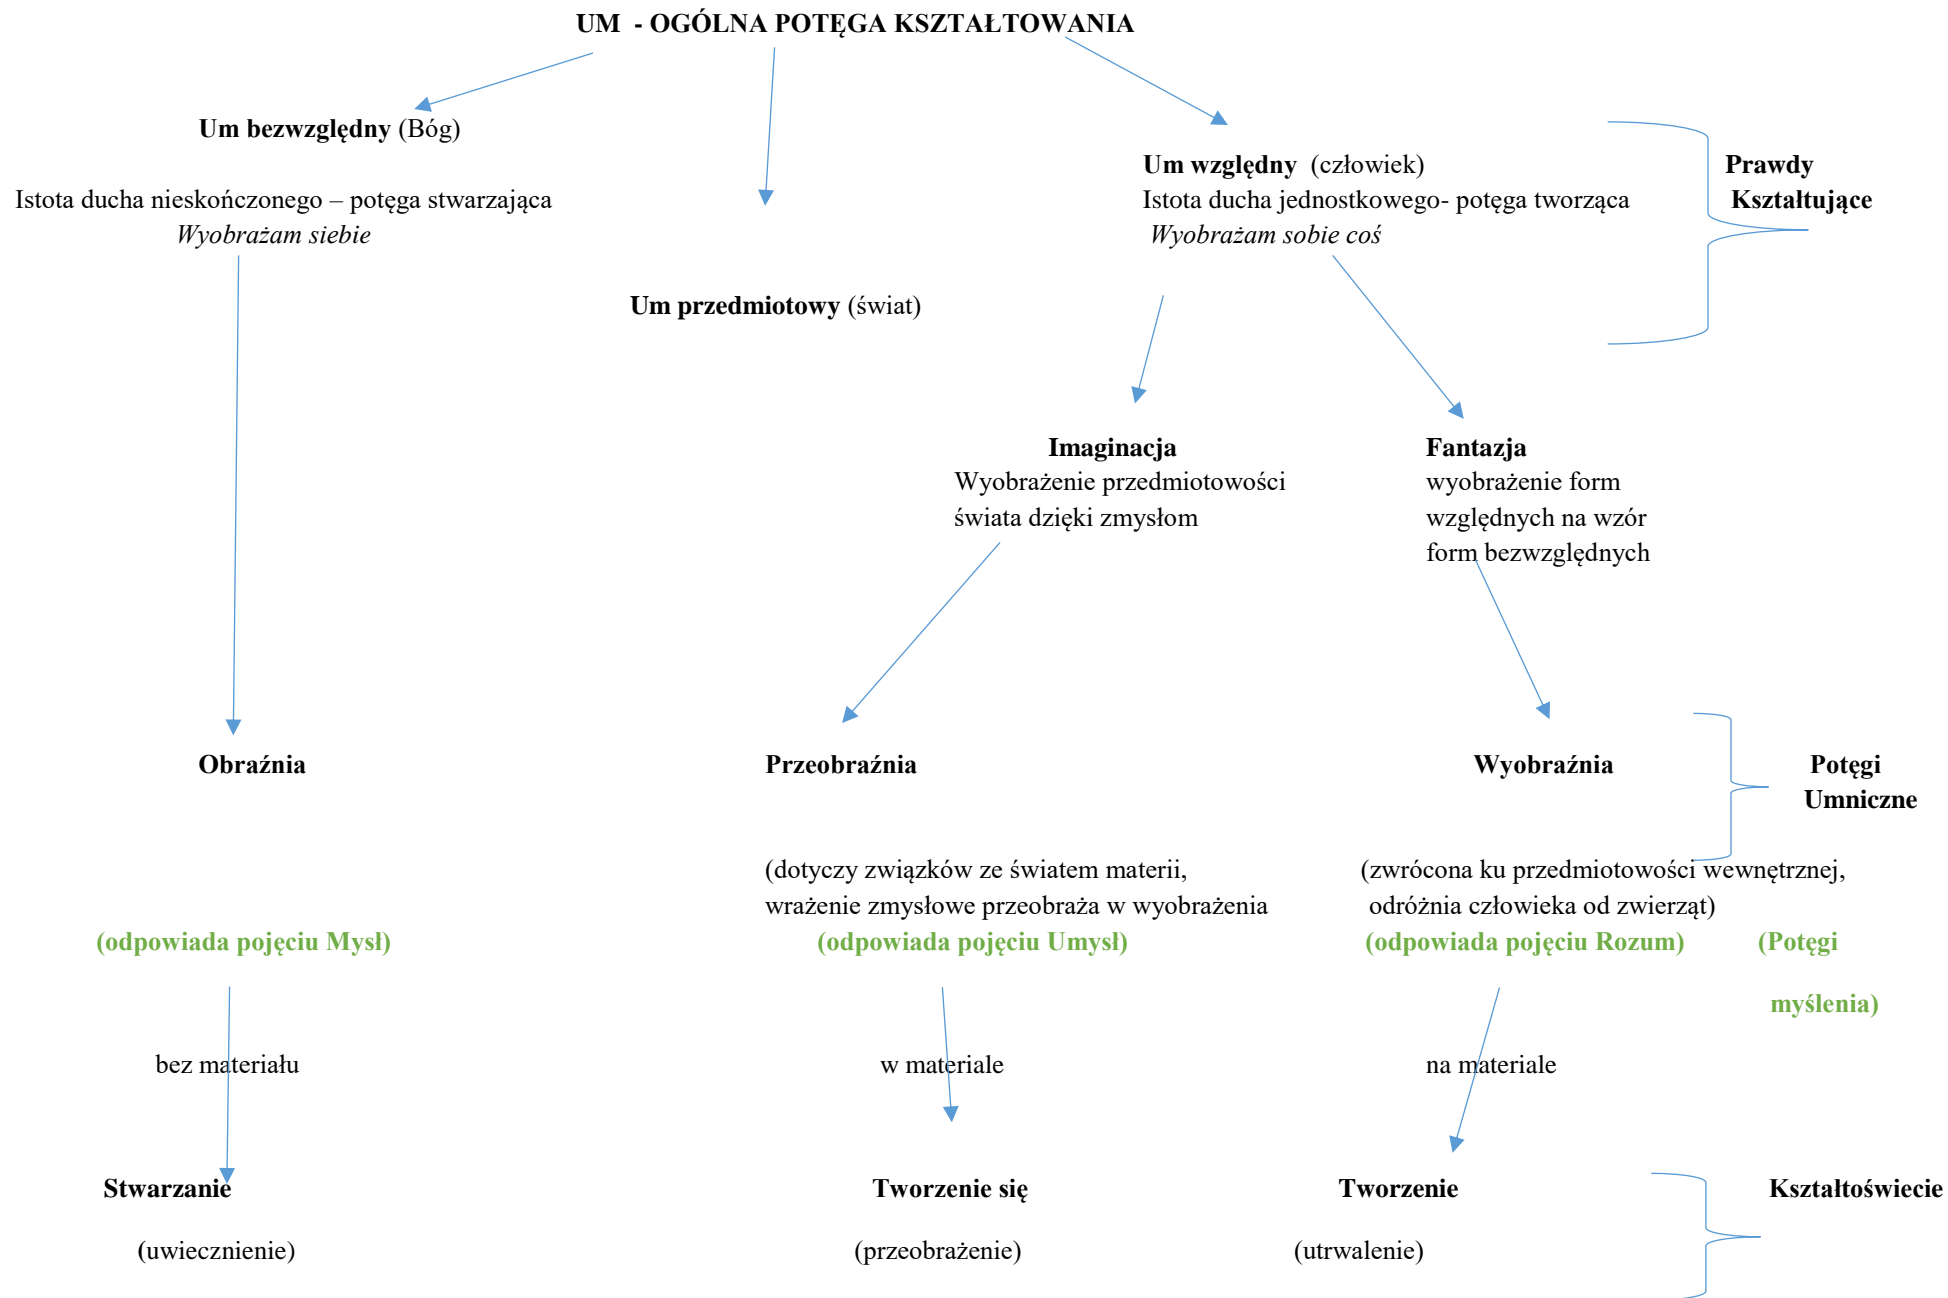 UM - OGÓLNA POTĘGA KSZTAŁTOWANIA
Um bezwzględny (Bóg)
Istota ducha nieskończonego – potęga stwarzająca
Wyobrażam siebie
Um przedmiotowy (świat)
Um względny (człowiek)
Istota ducha jednostkowego- potęga tworząca
Wyobrażam sobie coś
Prawdy
Kształtujące
Imaginacja
Wyobrażenie przedmiotowości
świata dzięki zmysłom
Fantazja
wyobrażenie form
względnych na wzór
form bezwzględnych
Obraźnia
Przeobraźnia
Wyobraźnia
Potęgi
Umniczne
(dotyczy związków ze światem materii,
wrażenie zmysłowe przeobraża w wyobrażenia
(zwrócona ku przedmiotowości wewnętrznej,
odróżnia człowieka od zwierząt)
(odpowiada pojęciu Mysł)
(odpowiada pojęciu Umysł)
(odpowiada pojęciu Rozum)
(Potęgi
myślenia)
bez materiału
w materiale
na materiale
Stwarzanie
Tworzenie się
Tworzenie
Kształtoświecie
(uwiecznienie)
(przeobrażenie)
(utrwalenie)